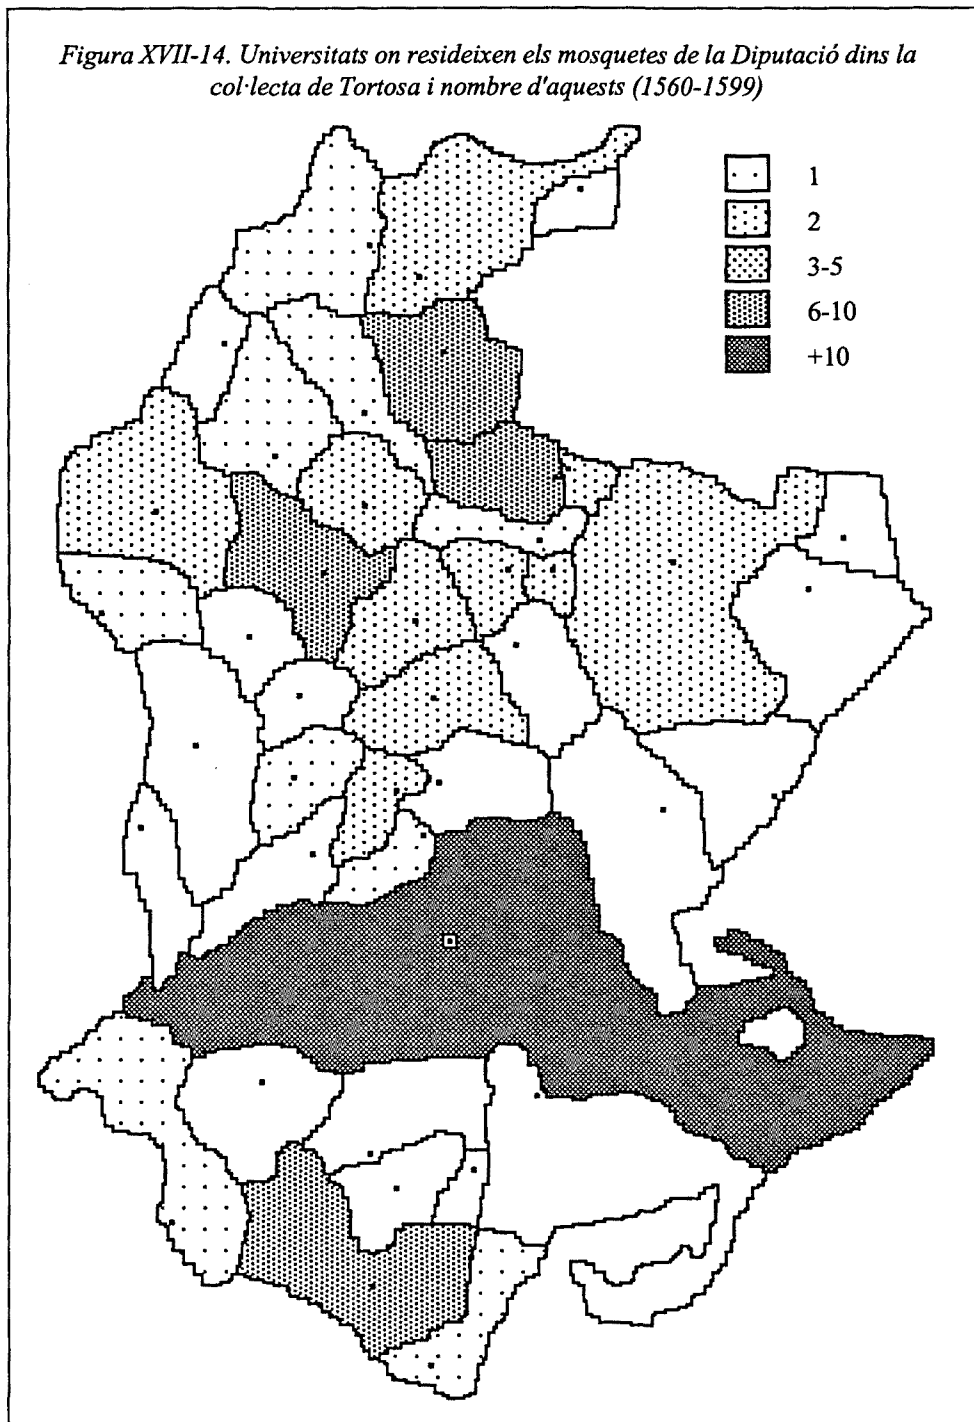 Figura XVII-14. Universitats on resideixen els mosquetes de la Diputació dins la
col·lecta de Tortosa i nombre d'aquests (1560-1599)
1
2
3-5
6-10
+10